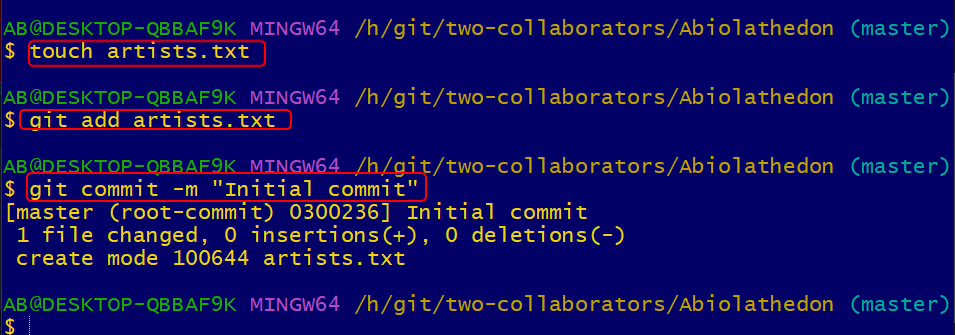 AB@DESKTOP-QBBAF9K MINGW64 /h/git/two-collaborators/Abiolathedon (master)
$ touch artists.txt
AB@DESKTOP-QBBAF9K MINGW64 /h/git/two-collaborators/Abiolathedon (master)
$ git add artists.txt
AB@DESKTOP-QBBAF9K MINGW64 /h/git/two-collaborators/Abiolathedon (master)
$ git commit -m "Initial commit"
[master (root-commit) 0300236] Initial commit
 1 file changed, 0 insertions(+), 0 deletions(-)
 create mode 100644 artists.txt
AB@DESKTOP-QBBAF9K MINGW64 /h/git/two-collaborators/Abiolathedon (master)
$